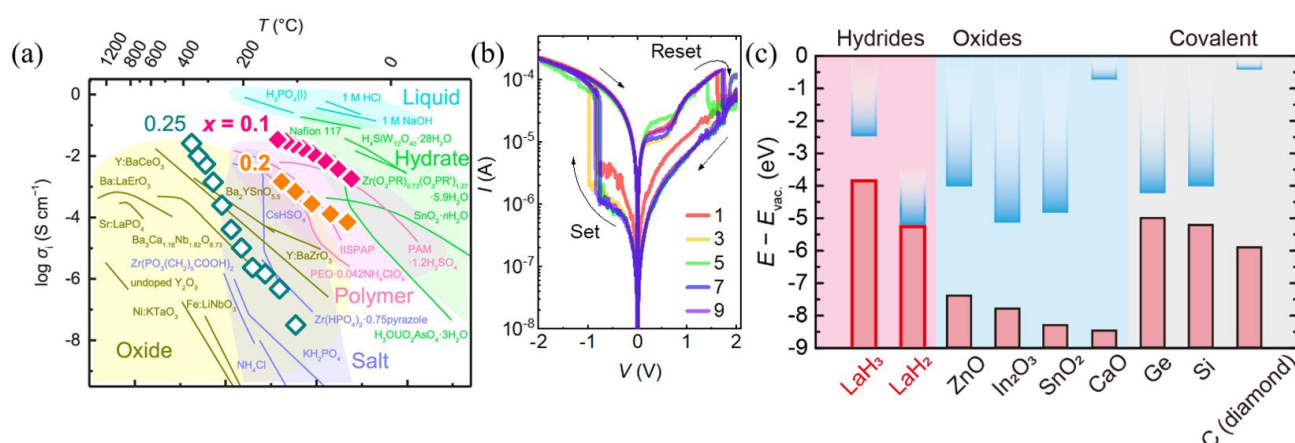 (a)
T (°C)
1200
800
600
400
200
0
0
-2
-4
-6
-8
log σᵢ (S cm⁻¹)
0.25
x = 0.1
0.2
H₃PO₄(l)
1 M HCl
Liquid
1 M NaOH
Nafion 117
H₄SiW₁₂O₄₀·28H₂O
Hydrate
Y:BaCeO₃
Ba:LaErO₃
Ba₂YSnO₅.₅
Zr(O₃PR)₀.₇₃(O₃PR')₁.₂₇
·5.9H₂O
Sr:LaPO₄
CsHSO₄
SnO₂·nH₂O
Ba₃Ca₁.₁₈Nb₁.₈₂O₈.₇₃
IISPAP
Y:BaZrO₃
PAM
·1.2H₂SO₄
Zr(PO₃(CH₂)₅COOH)₂
PEO·0.042NH₄ClO₄
undoped Y₂O₃
Polymer
Ni:KTaO₃
Fe:LiNbO₃
Zr(HPO₄)₂·0.75pyrazole
H₃OUO₂AsO₄·3H₂O
Oxide
NH₄Cl
KH₂PO₄
Salt
(b)
Reset
Set
10⁻⁴
10⁻⁵
10⁻⁶
10⁻⁷
10⁻⁸
I (A)
1
3
5
7
9
-2
-1
0
1
2
V (V)
(c)
Hydrides
Oxides
Covalent
-0
-1
-2
-3
-4
-5
-6
-7
-8
-9
E − E_vac. (eV)
LaH₃
LaH₂
ZnO
In₂O₃
SnO₂
CaO
Ge
Si
C (diamond)